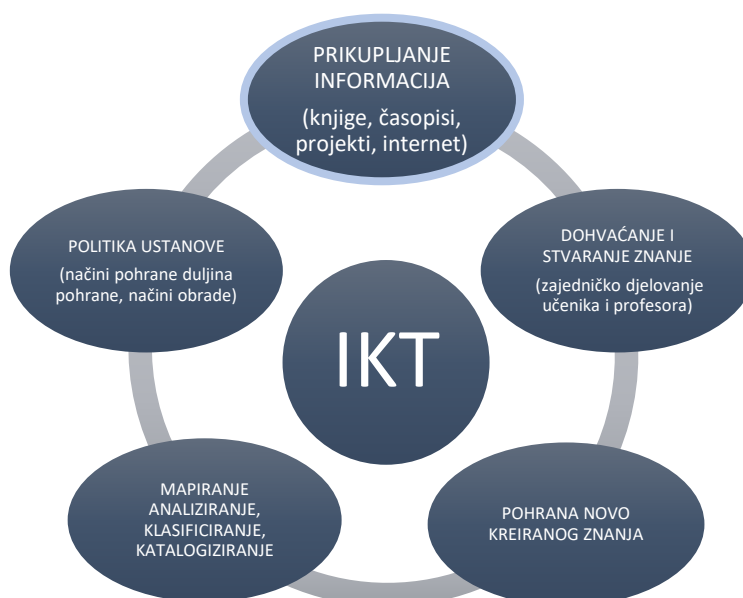 PRIKUPLJANJE
INFORMACIJA
(knjige, časopisi,
projekti, internet)
DOHVAĆANJE I
STVARANJE ZNANJE
(zajedničko djelovanje
učenika i profesora)
POHRANA NOVO
KREIRANOG ZNANJA
MAPIRANJE
ANALIZIRANJE,
KLASIFICIRANJE,
KATALOGIZIRANJE
POLITIKA USTANOVE
(načini pohrane duljina
pohrane, načini obrade)
IKT